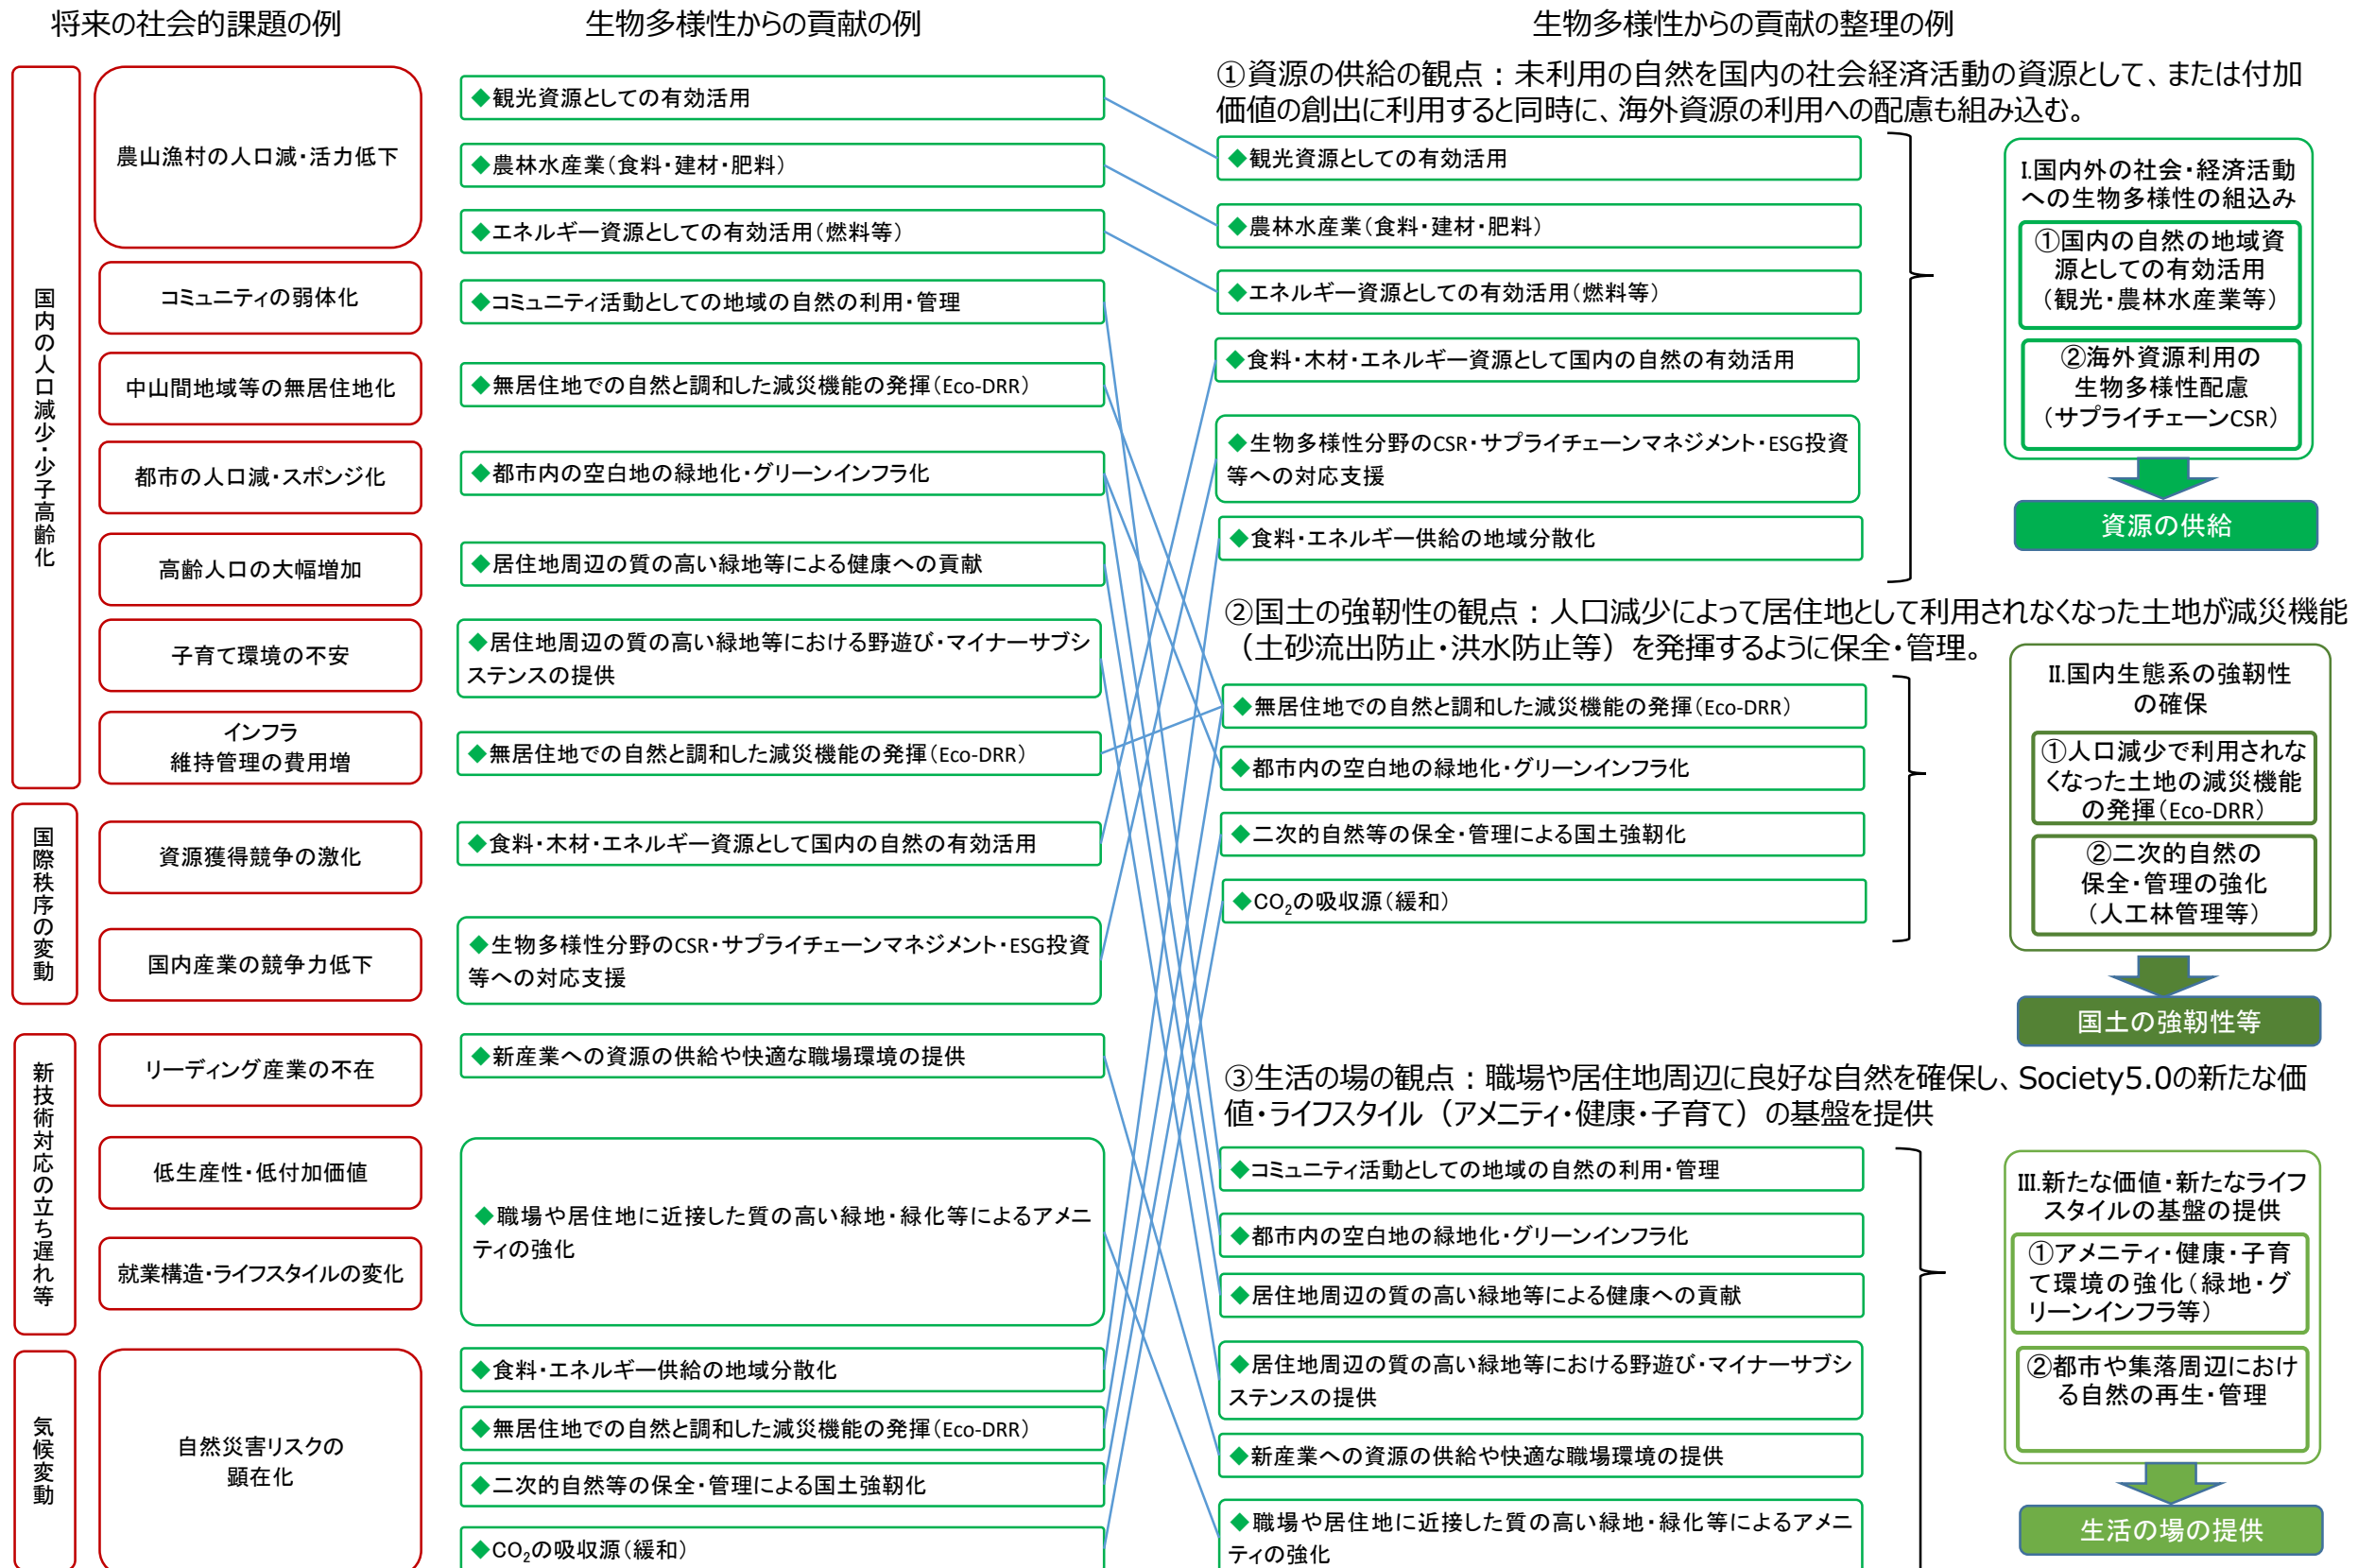 将来の社会的課題の例
生物多様性からの貢献の例
生物多様性からの貢献の整理の例
国内の人口減少・少子高齢化
農山漁村の人口減・活力低下
コミュニティの弱体化
中山間地域等の無居住地化
都市の人口減・スポンジ化
高齢人口の大幅増加
子育て環境の不安
インフラ
維持管理の費用増
国際秩序の変動
資源獲得競争の激化
国内産業の競争力低下
新技術対応の立ち遅れ等
リーディング産業の不在
低生産性・低付加価値
就業構造・ライフスタイルの変化
気候変動
自然災害リスクの
顕在化
◆観光資源としての有効活用
◆農林水産業(食料・建材・肥料)
◆エネルギー資源としての有効活用(燃料等)
◆コミュニティ活動としての地域の自然の利用・管理
◆無居住地での自然と調和した減災機能の発揮(Eco-DRR)
◆都市内の空白地の緑地化・グリーンインフラ化
◆居住地周辺の質の高い緑地等による健康への貢献
◆居住地周辺の質の高い緑地等における野遊び・マイナーサブシ
ステンスの提供
◆無居住地での自然と調和した減災機能の発揮(Eco-DRR)
◆食料・木材・エネルギー資源として国内の自然の有効活用
◆生物多様性分野のCSR・サプライチェーンマネジメント・ESG投資
等への対応支援
◆新産業への資源の供給や快適な職場環境の提供
◆職場や居住地に近接した質の高い緑地・緑化等によるアメニ
ティの強化
◆食料・エネルギー供給の地域分散化
◆無居住地での自然と調和した減災機能の発揮(Eco-DRR)
◆二次的自然等の保全・管理による国土強靭化
◆CO₂の吸収源(緩和)
①資源の供給の観点：未利用の自然を国内の社会経済活動の資源として、または付加
価値の創出に利用すると同時に、海外資源の利用への配慮も組み込む。
◆観光資源としての有効活用
◆農林水産業(食料・建材・肥料)
◆エネルギー資源としての有効活用(燃料等)
◆食料・木材・エネルギー資源として国内の自然の有効活用
◆生物多様性分野のCSR・サプライチェーンマネジメント・ESG投資
等への対応支援
◆食料・エネルギー供給の地域分散化
I.国内外の社会・経済活動
への生物多様性の組込み
①国内の自然の地域資
源としての有効活用
(観光・農林水産業等)
②海外資源利用の
生物多様性配慮
(サプライチェーンCSR)
資源の供給
②国土の強靭性の観点：人口減少によって居住地として利用されなくなった土地が減災機能
（土砂流出防止・洪水防止等）を発揮するように保全・管理。
◆無居住地での自然と調和した減災機能の発揮(Eco-DRR)
◆都市内の空白地の緑地化・グリーンインフラ化
◆二次的自然等の保全・管理による国土強靭化
◆CO₂の吸収源(緩和)
II.国内生態系の強靭性
の確保
①人口減少で利用されな
くなった土地の減災機能
の発揮(Eco-DRR)
②二次的自然の
保全・管理の強化
(人工林管理等)
国土の強靭性等
③生活の場の観点：職場や居住地周辺に良好な自然を確保し、Society5.0の新たな価
値・ライフスタイル（アメニティ・健康・子育て）の基盤を提供
◆コミュニティ活動としての地域の自然の利用・管理
◆都市内の空白地の緑地化・グリーンインフラ化
◆居住地周辺の質の高い緑地等による健康への貢献
◆居住地周辺の質の高い緑地等における野遊び・マイナーサブシ
ステンスの提供
◆新産業への資源の供給や快適な職場環境の提供
◆職場や居住地に近接した質の高い緑地・緑化等によるアメニ
ティの強化
III.新たな価値・新たなライフ
スタイルの基盤の提供
①アメニティ・健康・子育
て環境の強化(緑地・グ
リーンインフラ等)
②都市や集落周辺におけ
る自然の再生・管理
生活の場の提供